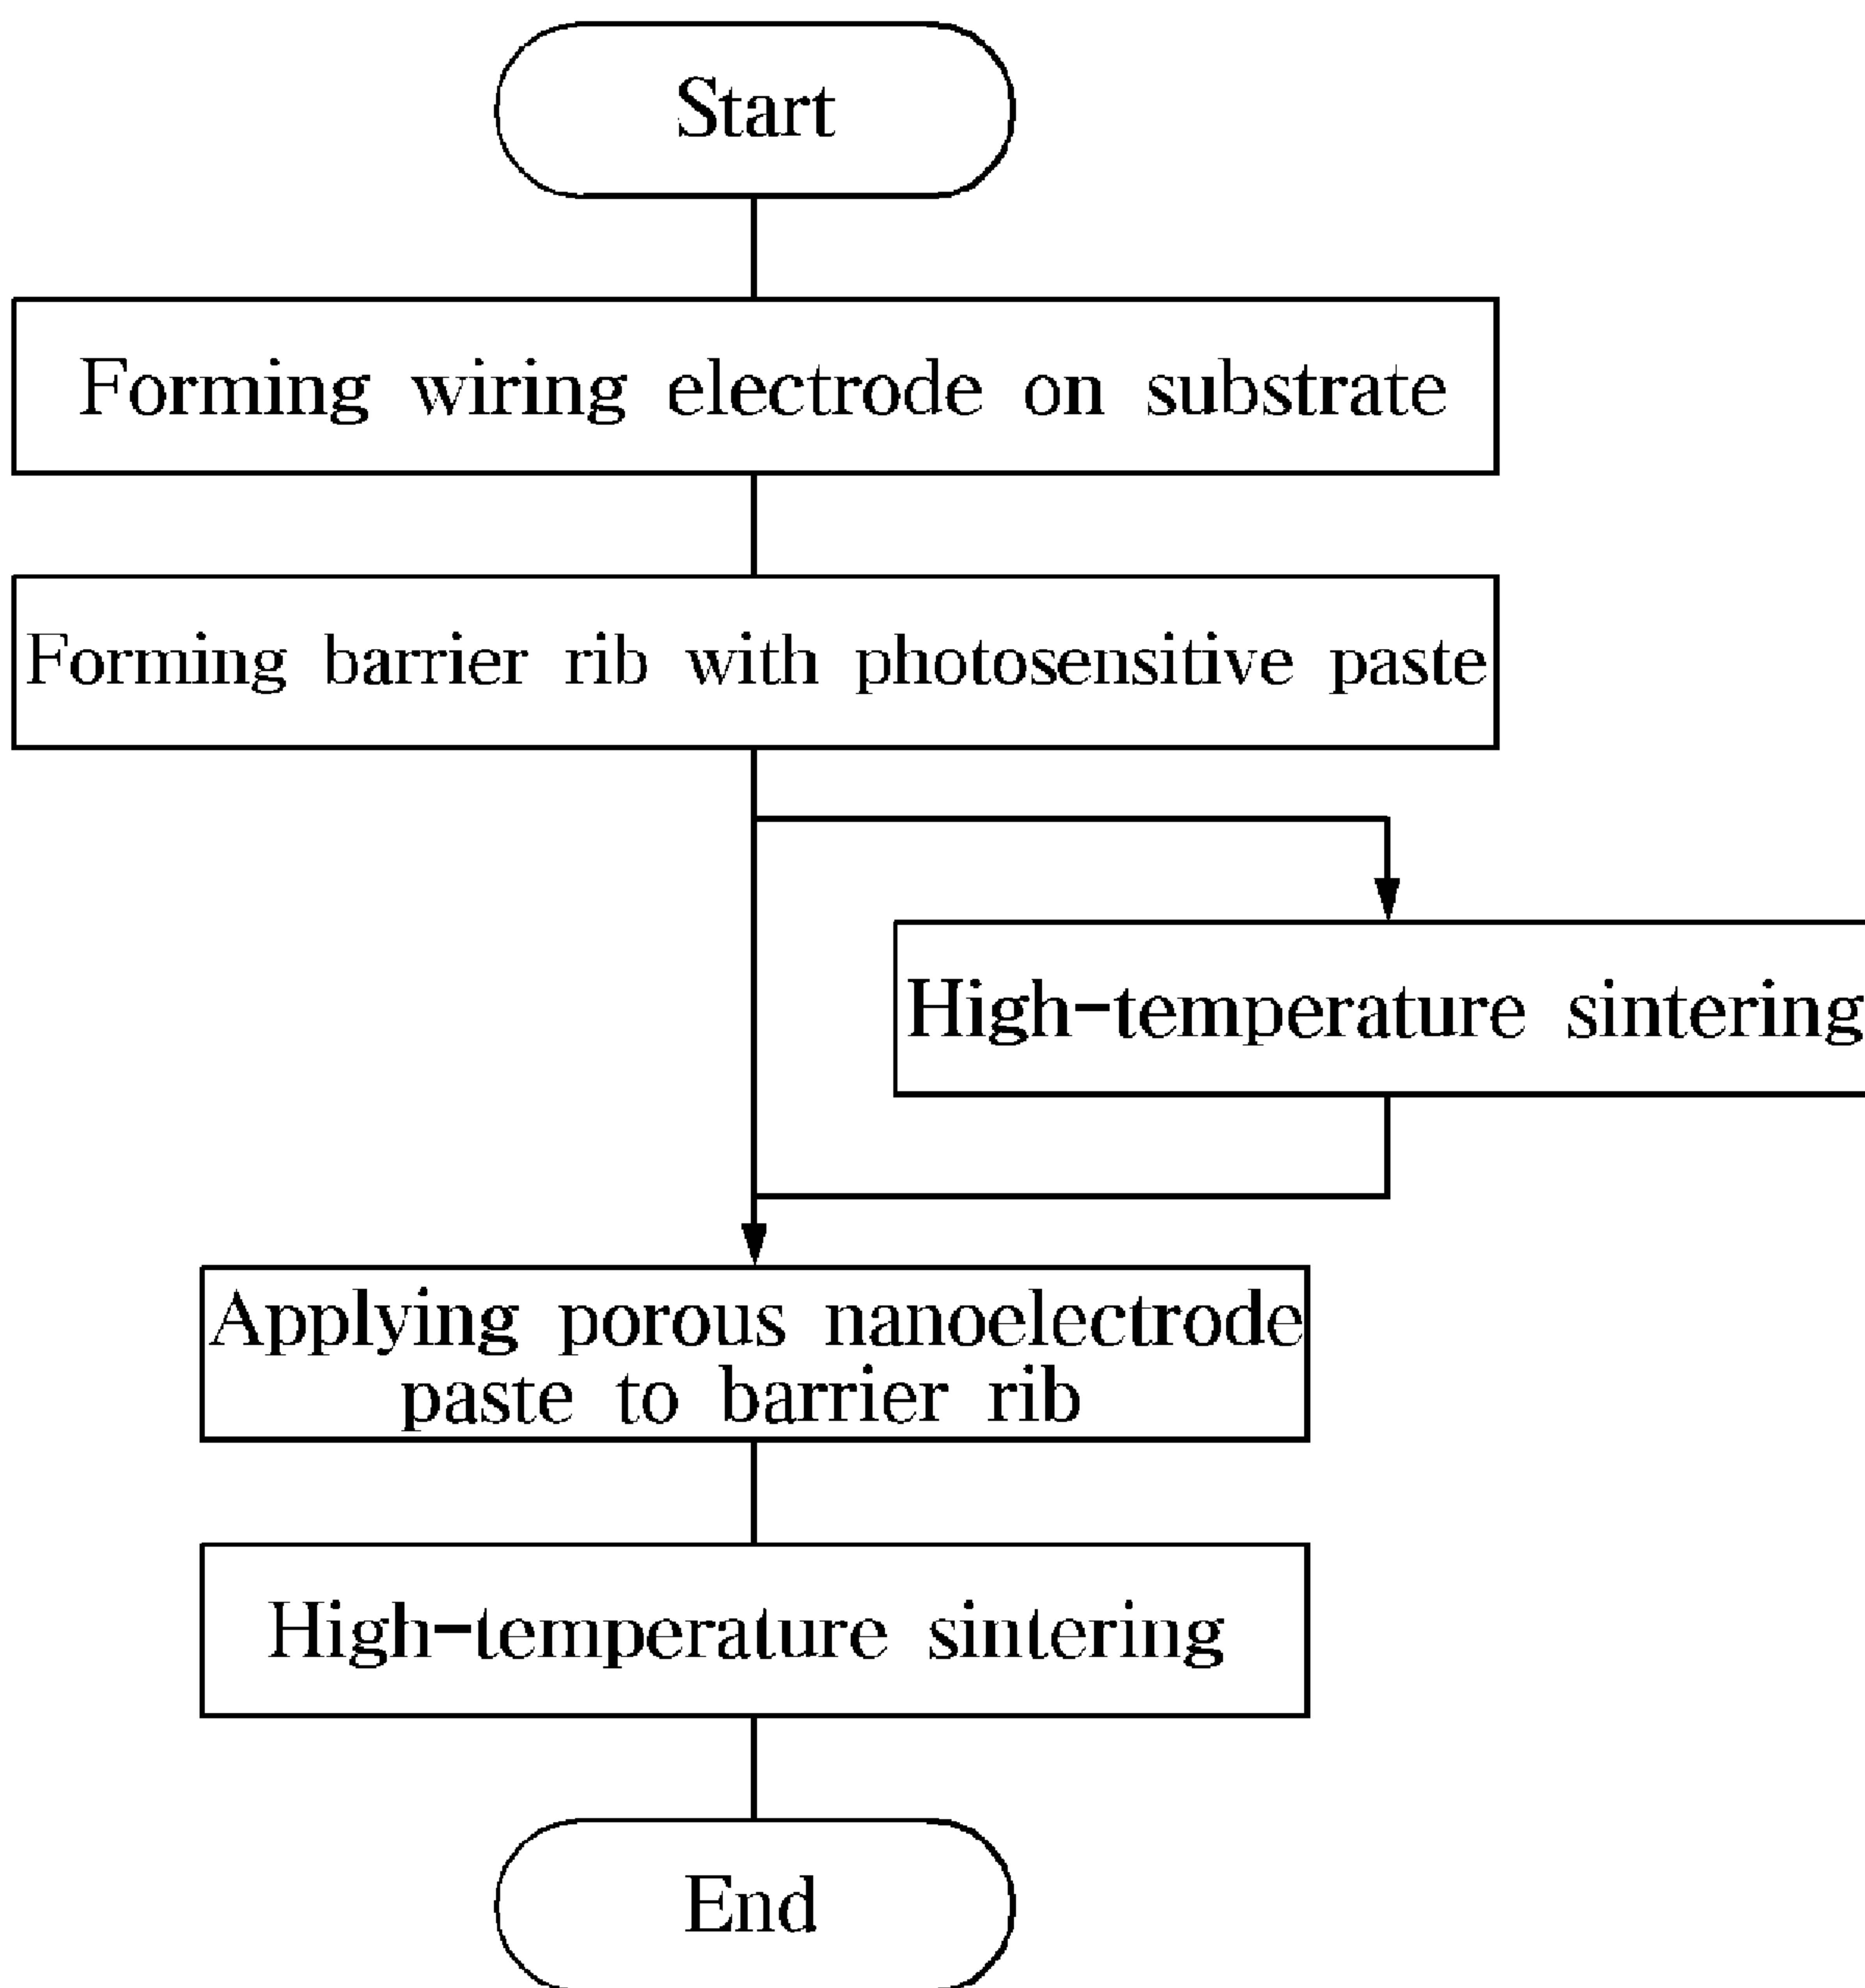 Start
Forming wiring electrode on substrate
Forming barrier rib with photosensitive paste
High-temperature sintering
Applying porous nanoelectrode
paste to barrier rib
High-temperature sintering
End